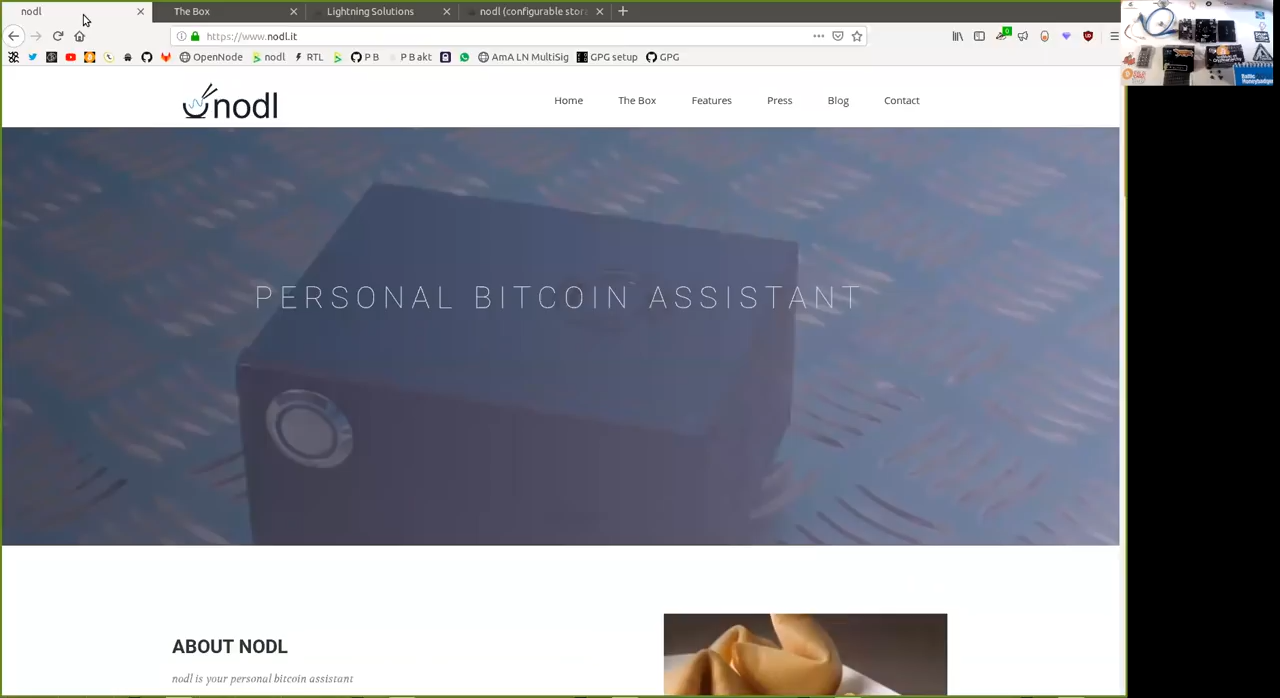 nodl
The Box
Lightning Solutions
nodl (configurable stor
https://www.nodl.it
OpenNode
nodl
RTL
P B
P B akt
AmA LN MultiSig
GPG setup
GPG
nodl
Home
The Box
Features
Press
Blog
Contact
PERSONAL BITCOIN ASSISTANT
ABOUT NODL
nodl is your personal bitcoin assistant